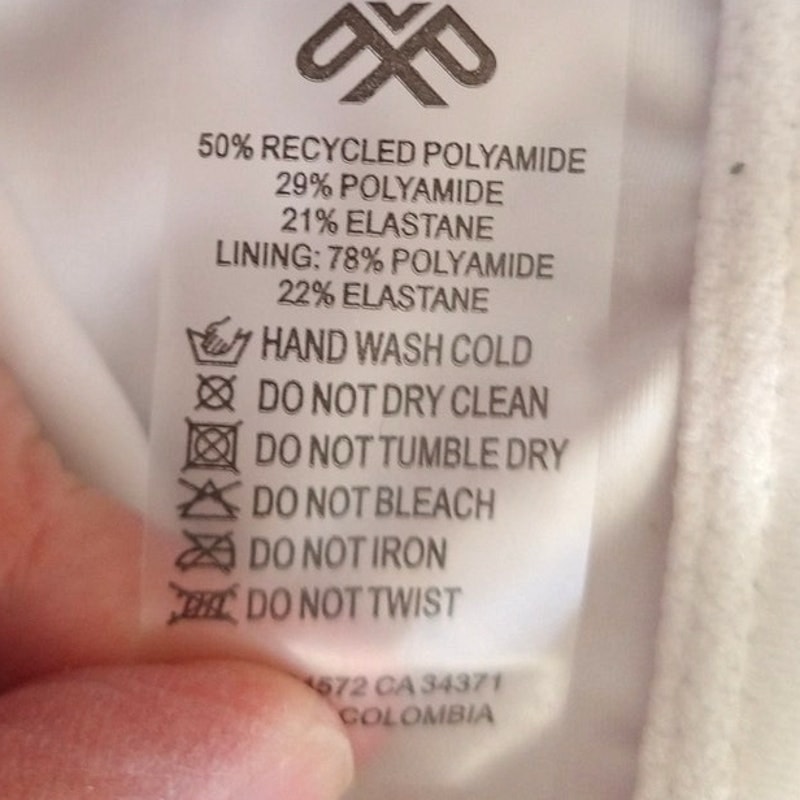 50% RECYCLED POLYAMIDE
29% POLYAMIDE
21% ELASTANE
LINING: 78% POLYAMIDE
22% ELASTANE
HAND WASH COLD
DO NOT DRY CLEAN
DO NOT TUMBLE DRY
DO NOT BLEACH
DO NOT IRON
DO NOT TWIST
CA 34371
COLOMBIA